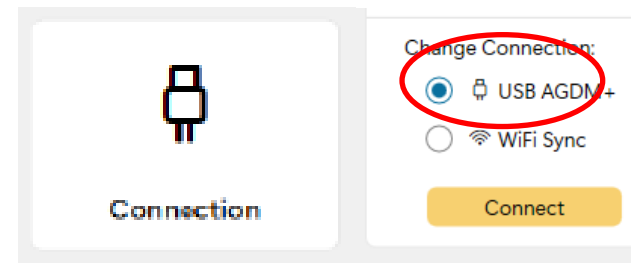 Connection
Change Connection:
USB AGDM+
WiFi Sync
Connect